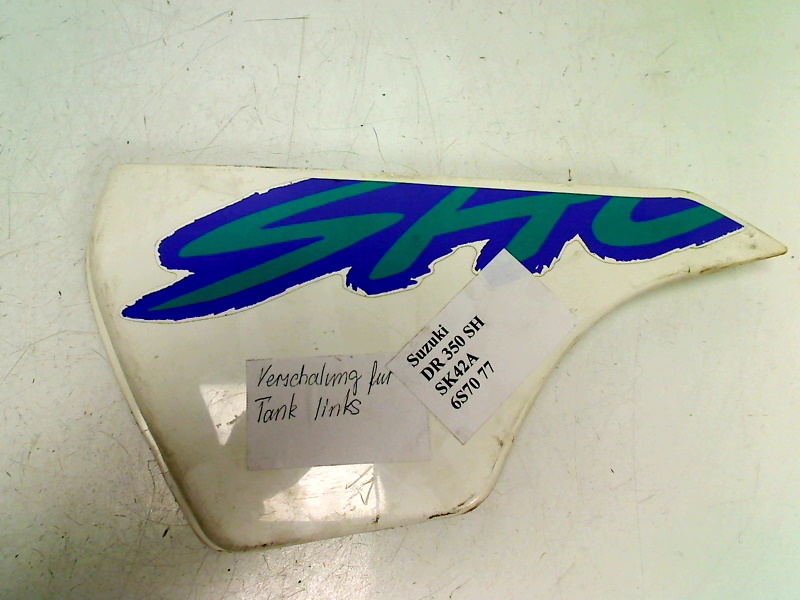 SHC
Suzuki
DR 350 SH
SK42A
6S70 77
Verschalung für
Tank links